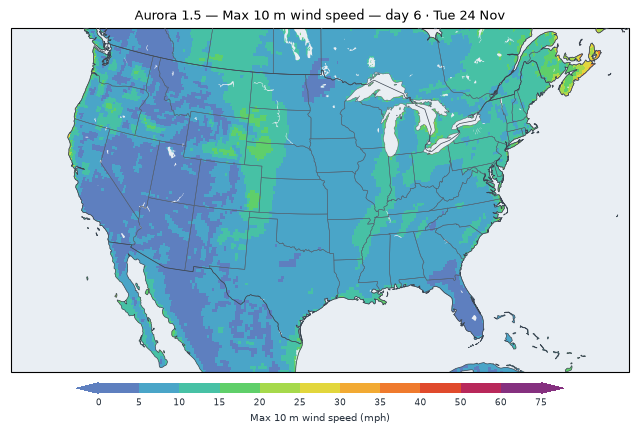 Aurora 1.5 — Max 10 m wind speed — day 6 · Tue 24 Nov
0 5 10 15 20 25 30 35 40 50 60 75
Max 10 m wind speed (mph)